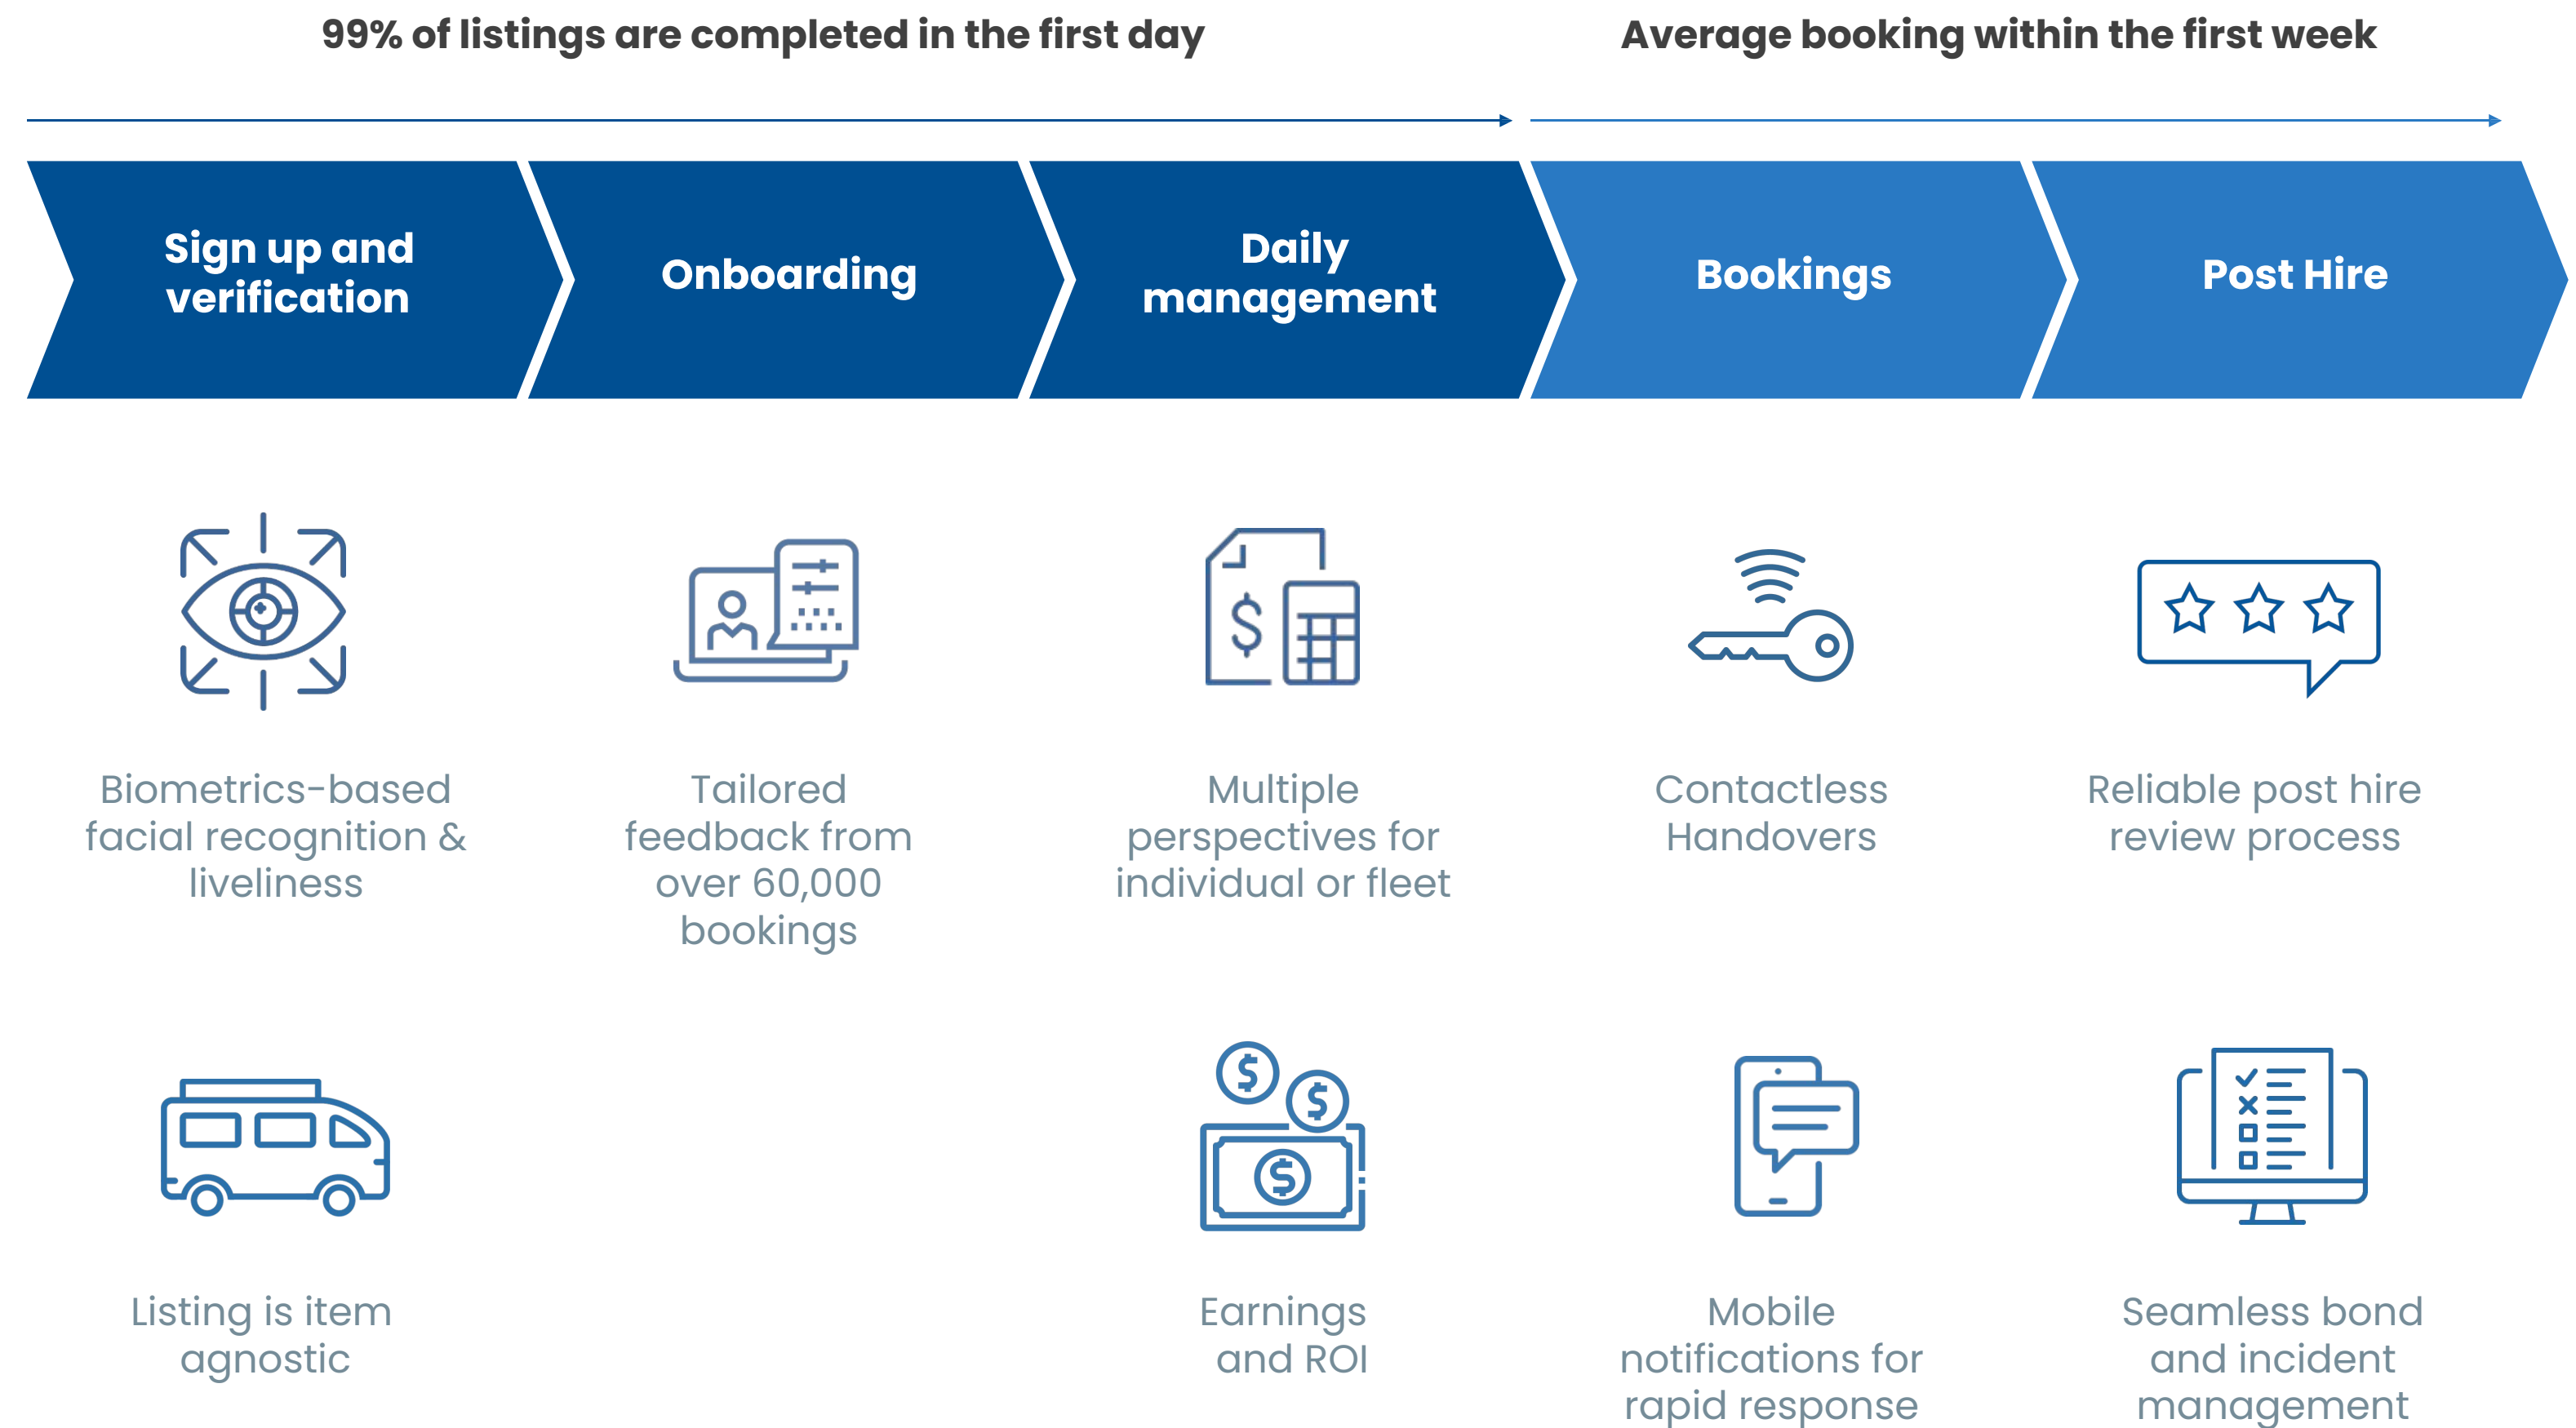 99% of listings are completed in the first day
Average booking within the first week
Sign up and
verification
Onboarding
Daily
management
Bookings
Post Hire
Biometrics-based
facial recognition &
liveliness
Tailored
feedback from
over 60,000
bookings
Multiple
perspectives for
individual or fleet
Contactless
Handovers
Reliable post hire
review process
Listing is item
agnostic
Earnings
and ROI
Mobile
notifications for
rapid response
Seamless bond
and incident
management